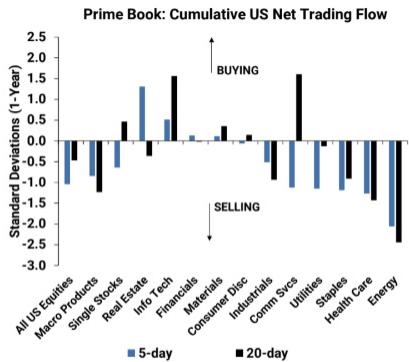 Prime Book: Cumulative US Net Trading Flow
Standard Deviations (1-Year)
2.5
2.0
1.5
1.0
0.5
0.0
-0.5
-1.0
-1.5
-2.0
-2.5
-3.0
BUYING
SELLING
All US Equities
Macro Products
Single Stocks
Real Estate
Info Tech
Financials
Materials
Consumer Disc
Industrials
Comm Svcs
Utilities
Staples
Health Care
Energy
5-day
20-day